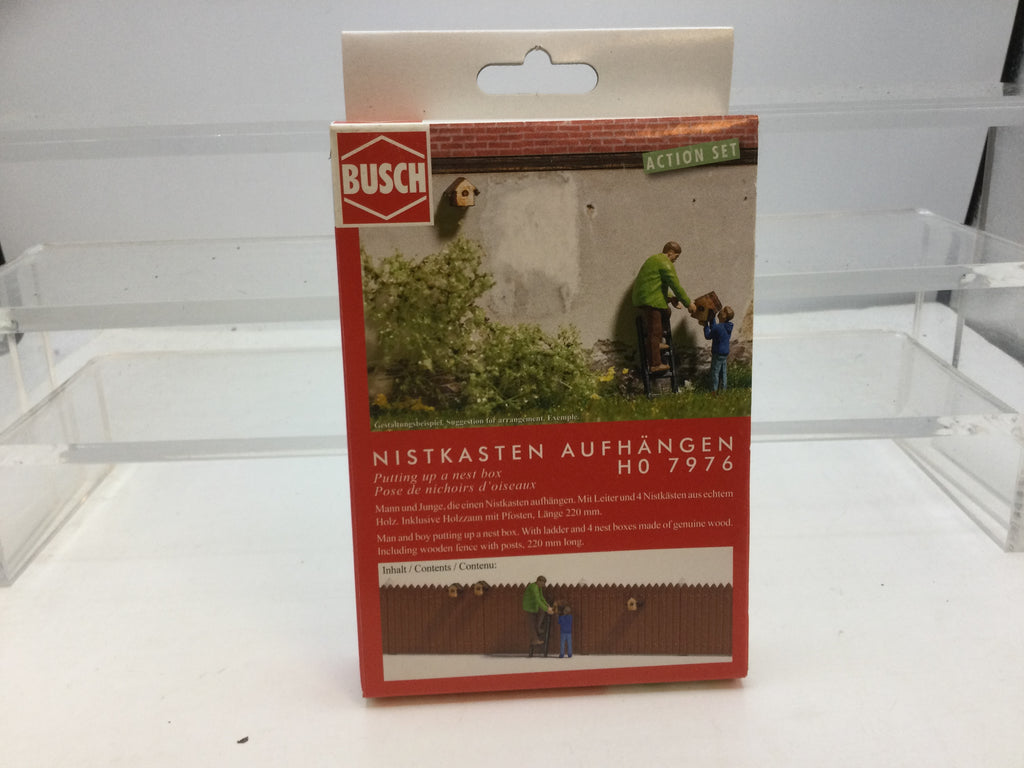 BUSCH
ACTION SET
Gestaltungsbeispiel. Suggestion for arrangement. Exemple.
NISTKASTEN AUFHÄNGEN
H0 7976
Putting up a nest box
Pose de nichoirs d'oiseaux
Mann und Junge, die einen Nistkasten aufhängen. Mit Leiter und 4 Nistkästen aus echtem
Holz. Inklusive Holzzaun mit Pfosten, Länge 220 mm.
Man and boy putting up a nest box. With ladder and 4 nest boxes made of genuine wood.
Including wooden fence with posts, 220 mm long.
Inhalt / Contents / Contenu: